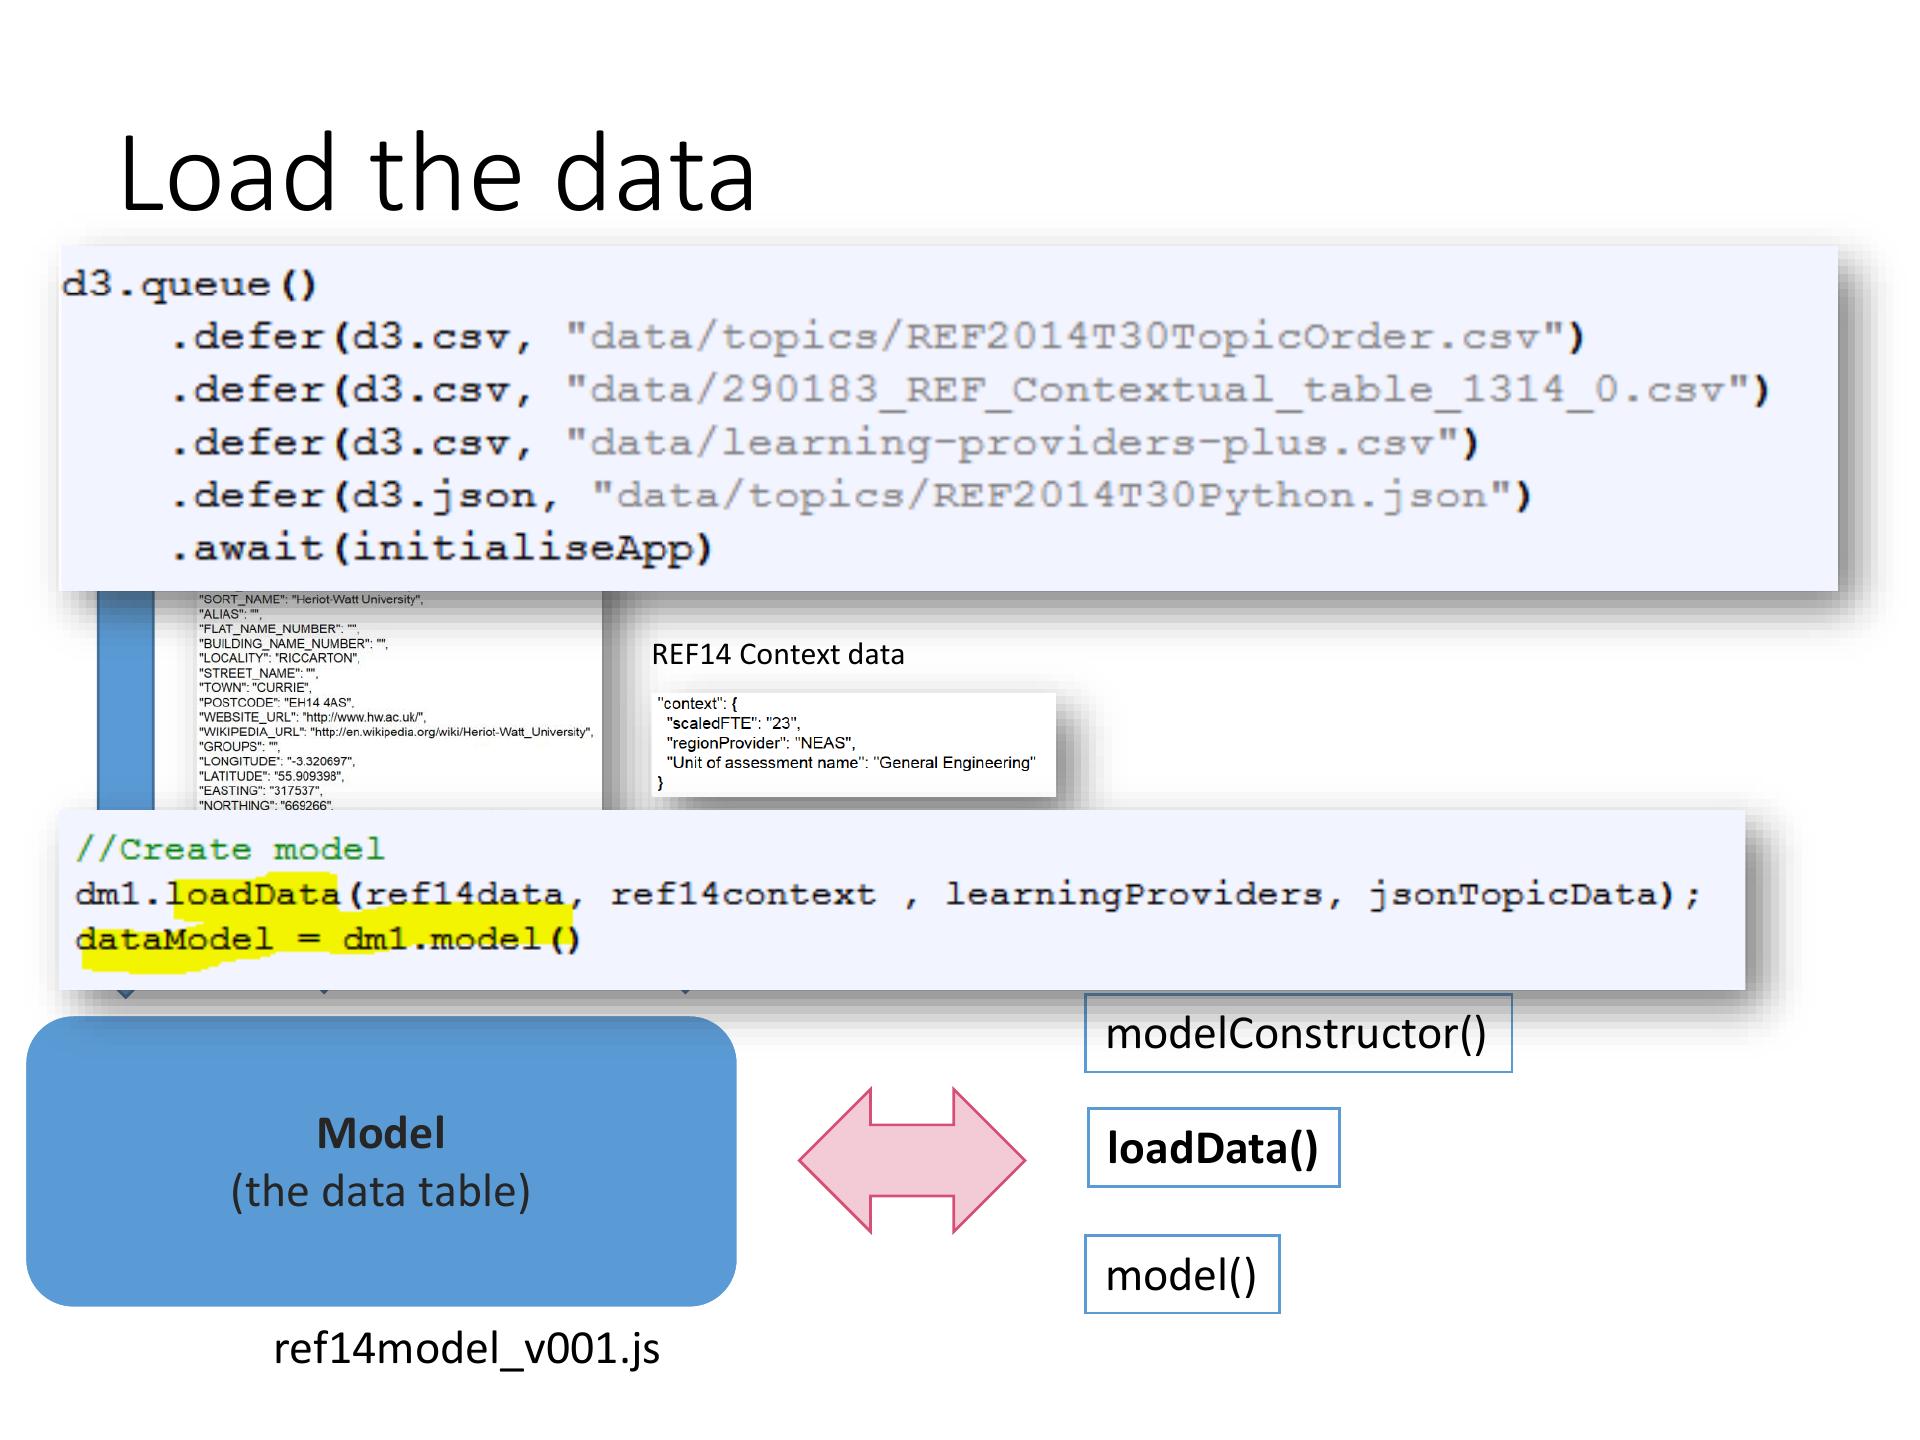 Load the data
d3.queue()
.defer(d3.csv, "data/topics/REF2014T30TopicOrder.csv")
.defer(d3.csv, "data/290183_REF_Contextual_table_1314_0.csv")
.defer(d3.csv, "data/learning-providers-plus.csv")
.defer(d3.json, "data/topics/REF2014T30Python.json")
.await(initialiseApp)
"SORT_NAME": "Heriot-Watt University",
"ALIAS": "",
"FLAT_NAME_NUMBER": "",
"BUILDING_NAME_NUMBER": "",
"LOCALITY": "RICCARTON",
"STREET_NAME": "",
"TOWN": "CURRIE",
"POSTCODE": "EH14 4AS",
"WEBSITE_URL": "http://www.hw.ac.uk/",
"WIKIPEDIA_URL": "http://en.wikipedia.org/wiki/Heriot-Watt_University",
"GROUPS": "",
"LONGITUDE": "-3.320697",
"LATITUDE": "55.909398",
"EASTING": "317537",
"NORTHING": "669266",
REF14 Context data
"context": {
"scaledFTE": "23",
"regionProvider": "NEAS",
"Unit of assessment name": "General Engineering"
}
//Create model
dm1.loadData(ref14data, ref14context , learningProviders, jsonTopicData);
dataModel = dm1.model()
modelConstructor()
Model
(the data table)
loadData()
model()
ref14model_v001.js